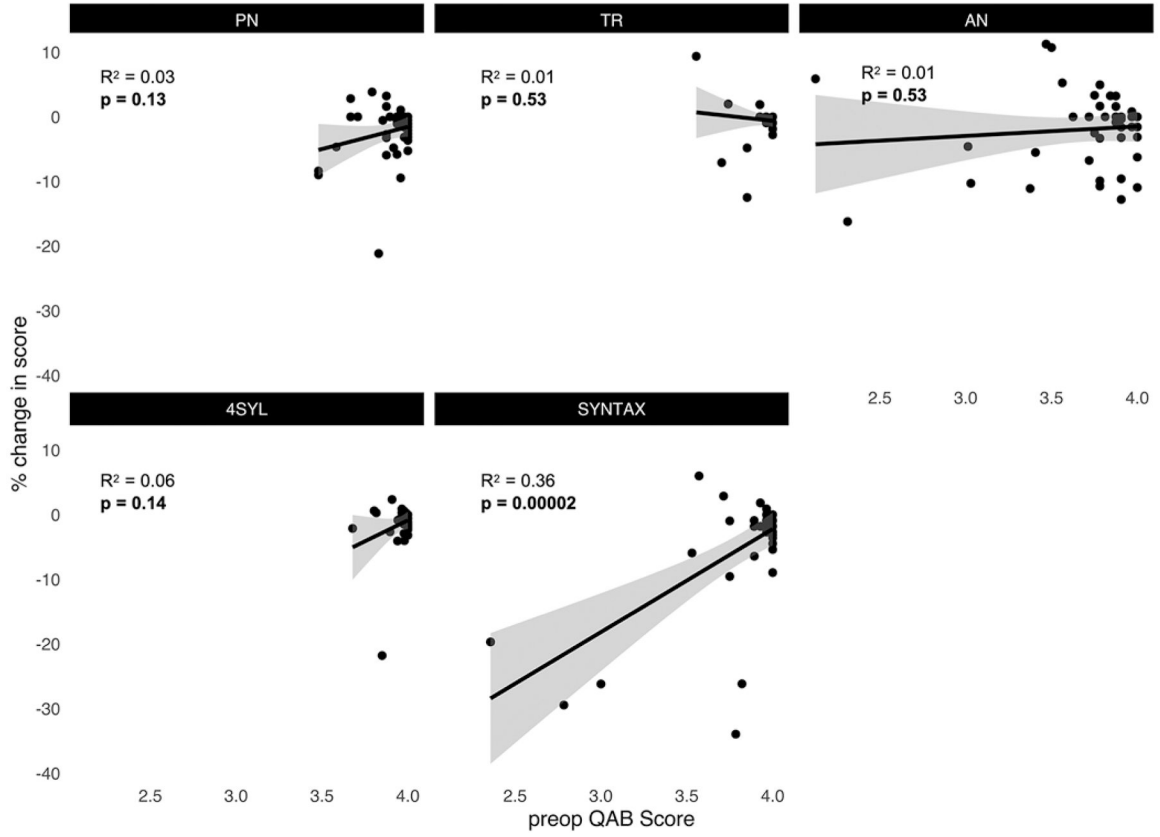 PN
TR
AN
10
0
-10
-20
-30
-40
R² = 0.03
p = 0.13
R² = 0.01
p = 0.53
R² = 0.01
p = 0.53
2.5 3.0 3.5 4.0
% change in score
4SYL
SYNTAX
10
0
-10
-20
-30
-40
R² = 0.06
p = 0.14
R² = 0.36
p = 0.00002
2.5 3.0 3.5 4.0
2.5 3.0 3.5 4.0
preop QAB Score